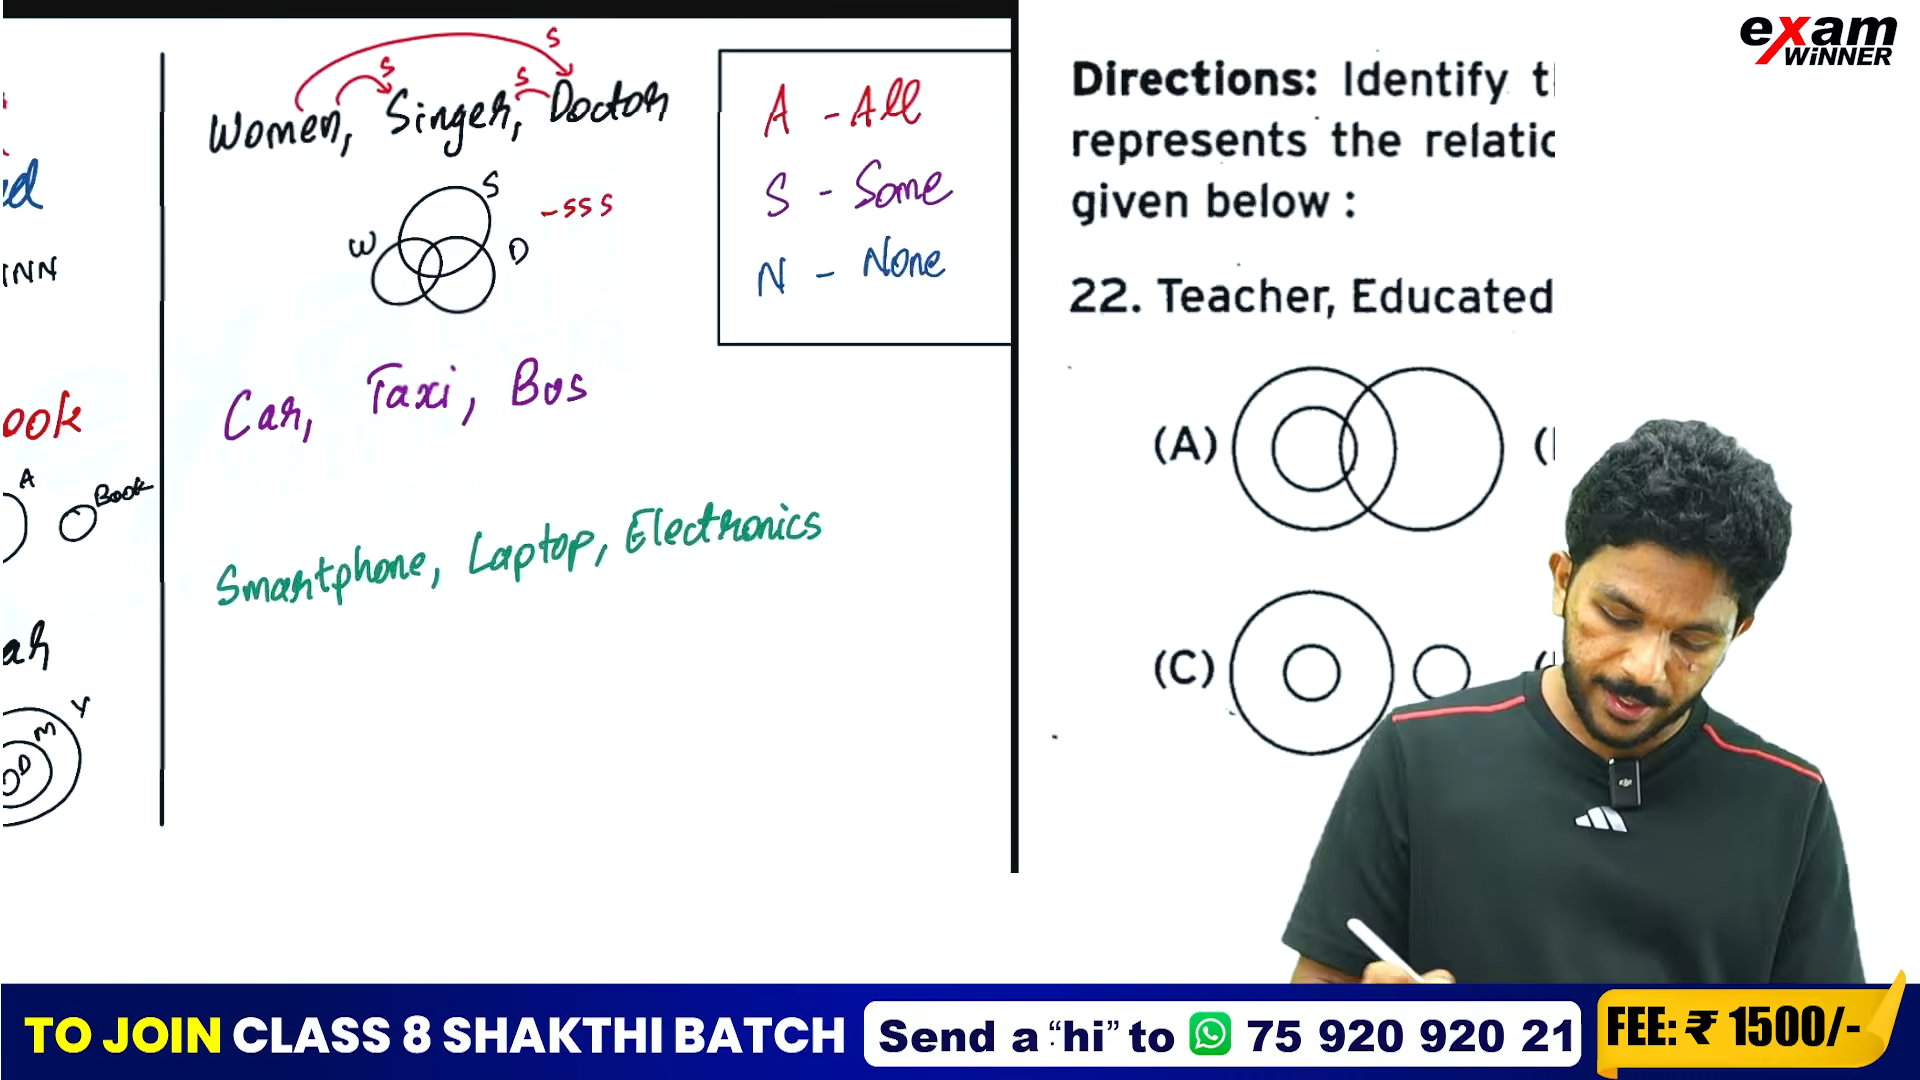 exam
WiNNER
S
S
S
Women, Singer, Doctor
S
-SSS
W
D
A - All
S - Some
N - None
Car, Taxi, Bus
Smartphone, Laptop, Electronics
INN
ook
A
Book
Y
M
D
Directions: Identify t
represents the relatic
given below :
22. Teacher, Educated
(A)
(C)
TO JOIN CLASS 8 SHAKTHI BATCH
Send a “hi” to 75 920 920 21
FEE: ₹ 1500/-